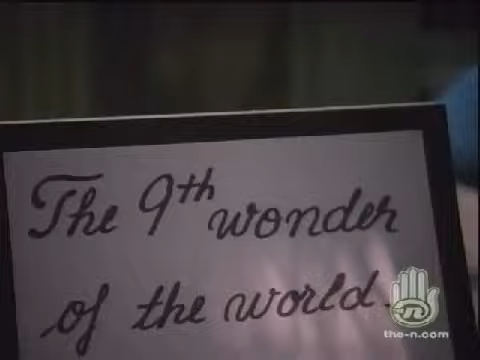 The 9th wonder
of the world.
n
the-n.com